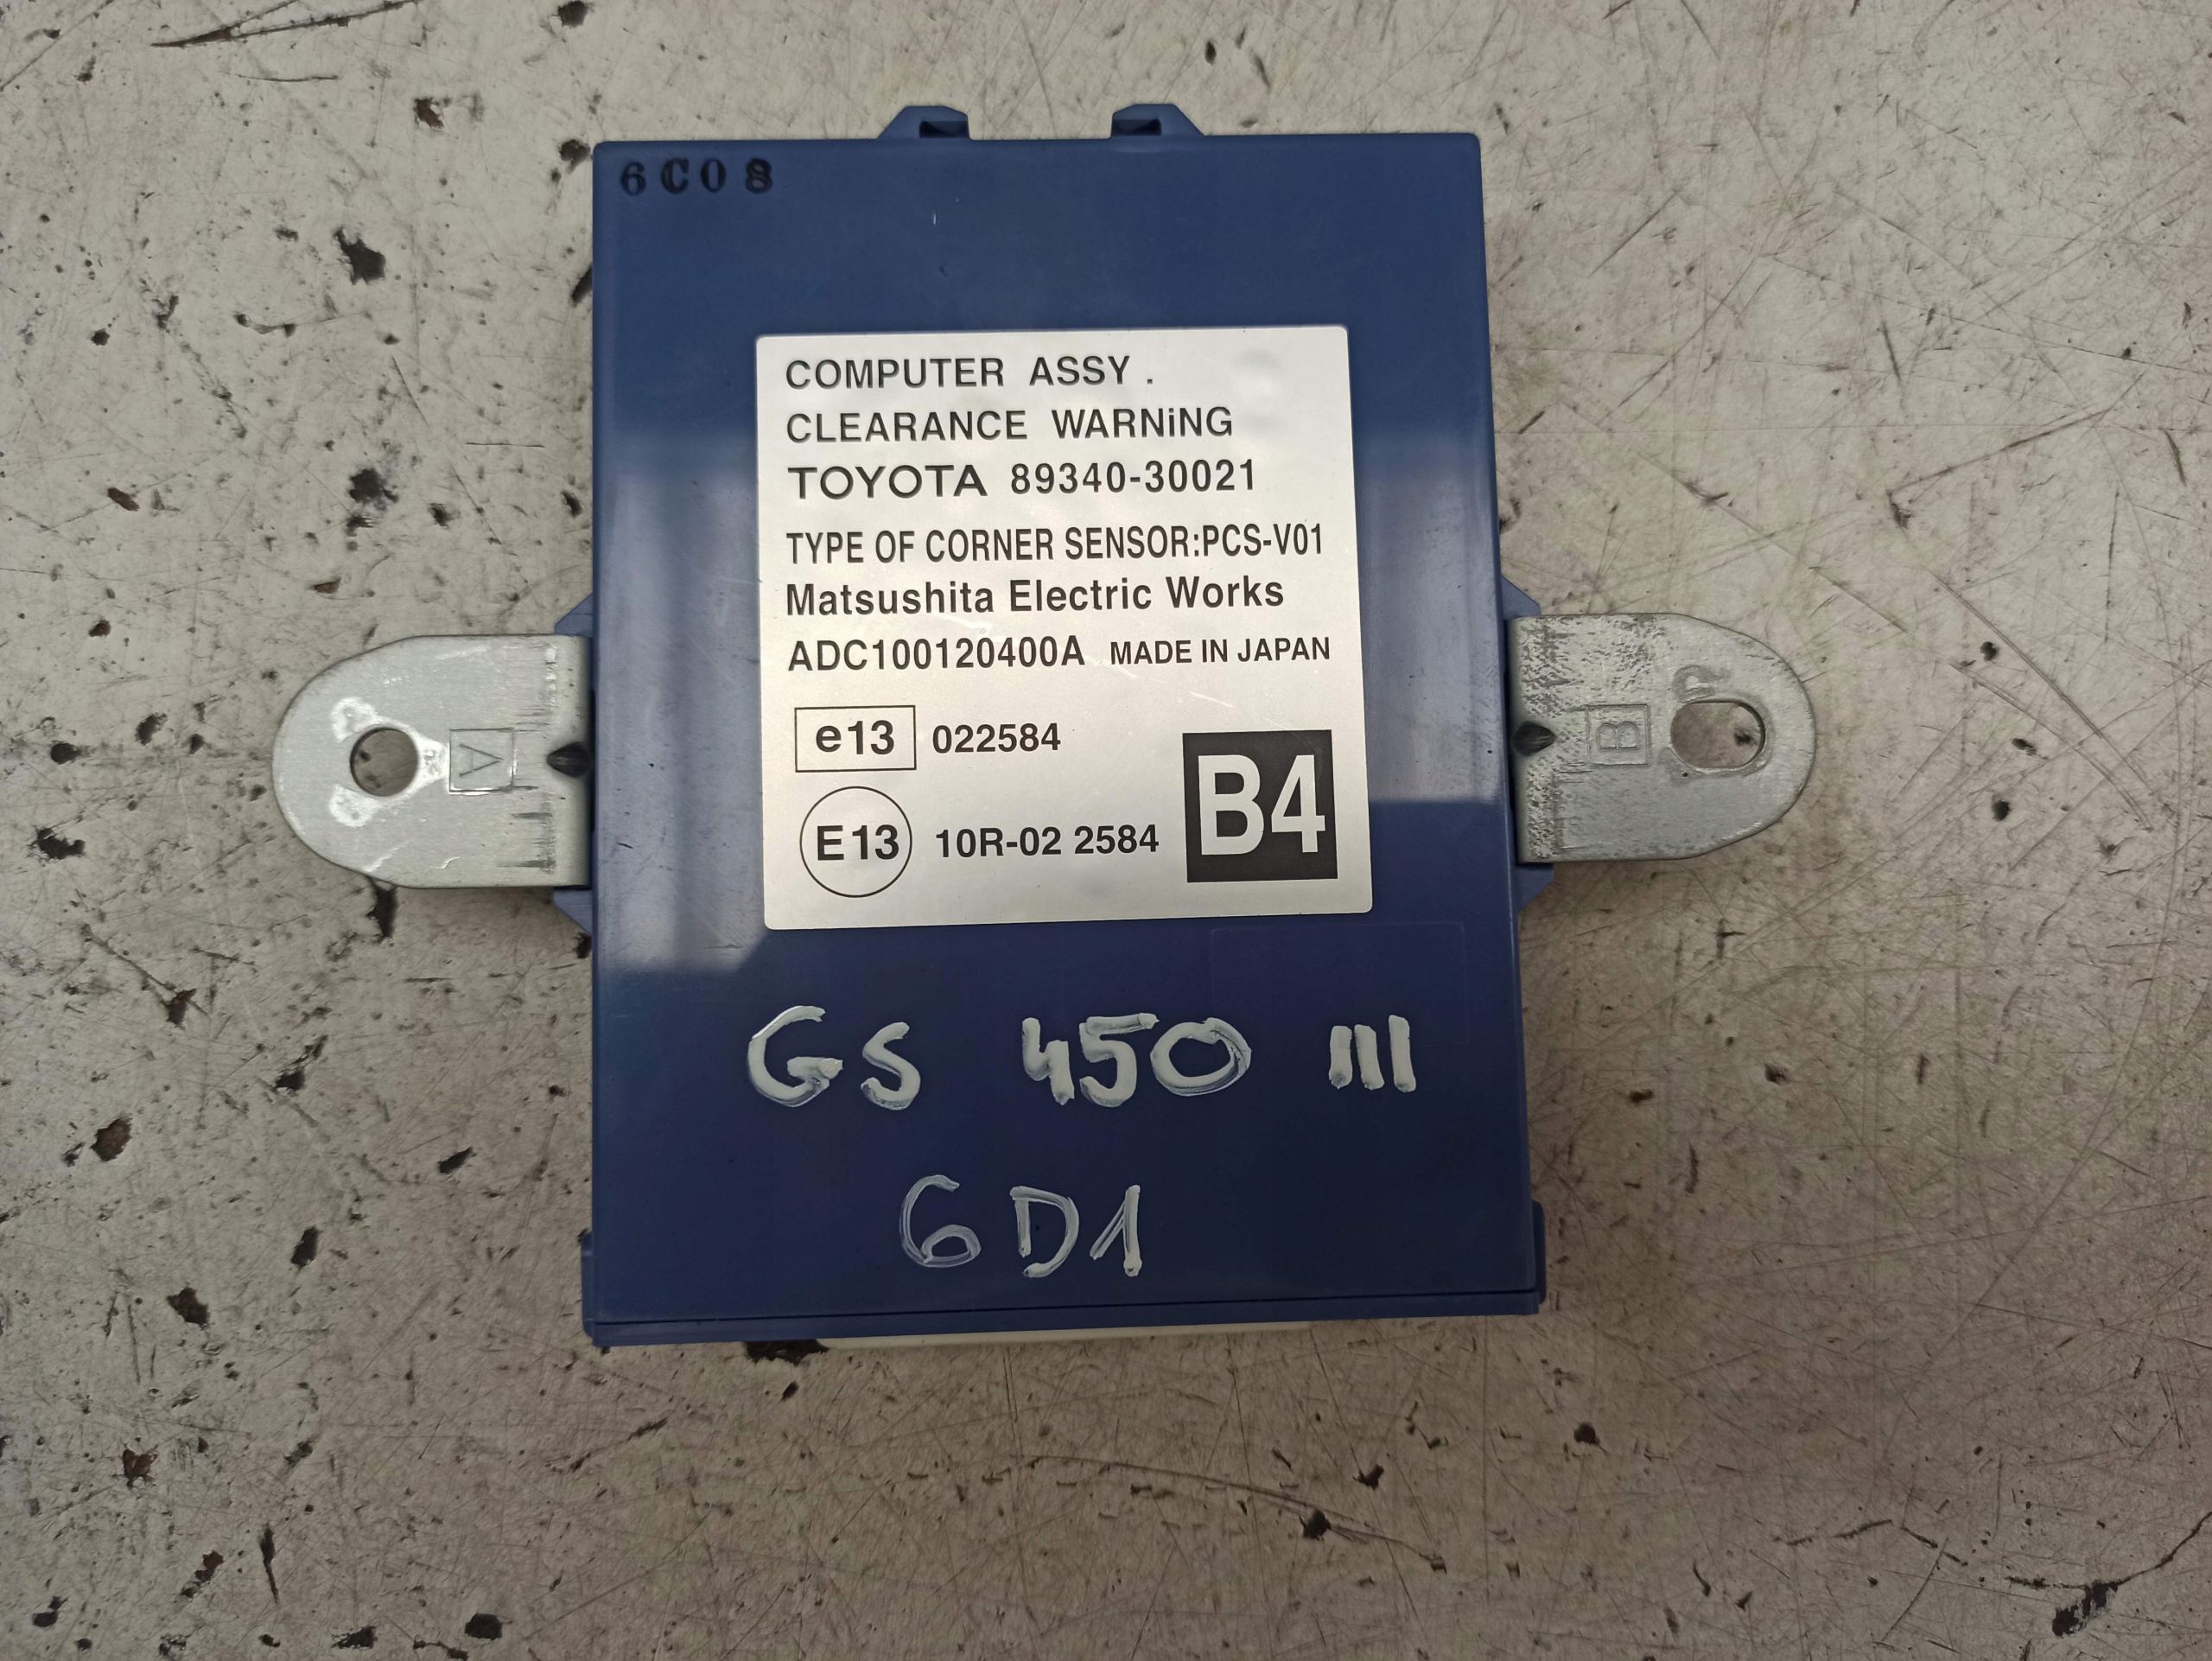 6C08
COMPUTER ASSY .
CLEARANCE WARNiNG
TOYOTA 89340-30021
TYPE OF CORNER SENSOR:PCS-V01
Matsushita Electric Works
ADC100120400A MADE IN JAPAN
A
B
e13 022584
E13 10R-02 2584
B4
GS 450 III
6D1